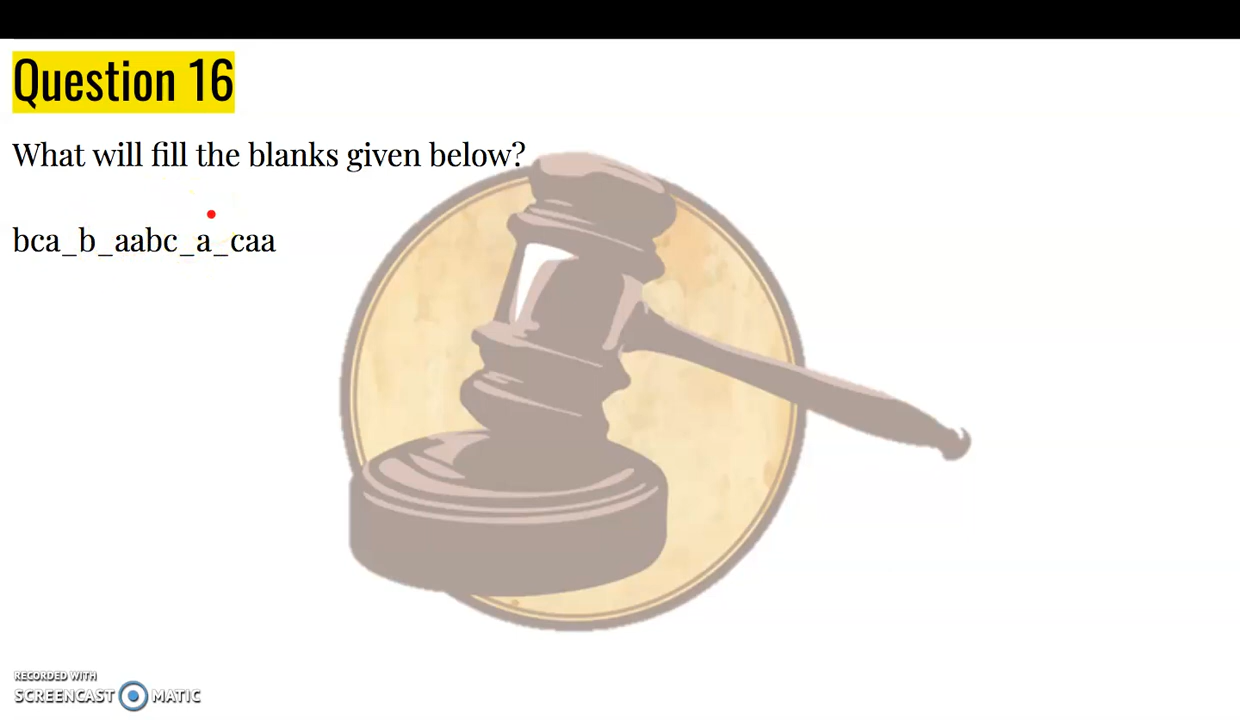 Question 16
What will fill the blanks given below?
bca_b_aabc_a_caa
RECORDED WITH
SCREENCAST MATIC